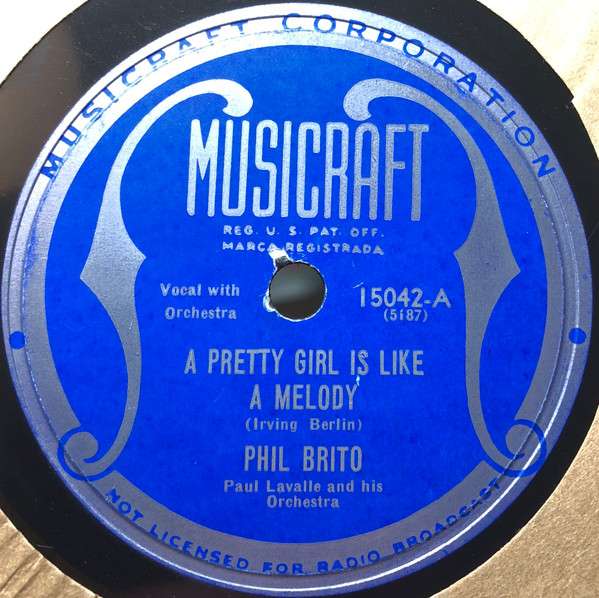 MUSICRAFT CORPORATION
MUSICRAFT
REG. U. S. PAT. OFF.
MARCA REGISTRADA
Vocal with
Orchestra
15042-A
(5187)
A PRETTY GIRL IS LIKE
A MELODY
(Irving Berlin)
PHIL BRITO
Paul Lavalle and his
Orchestra
NOT LICENSED FOR RADIO BROADCAST